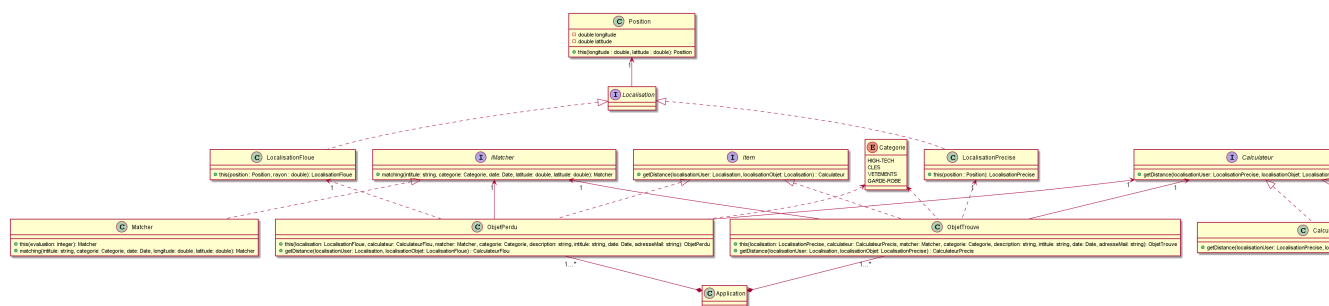 C Position
double longitude
double latitude
this(longitude : double, latitude : double): Position
1
I Localisation
C LocalisationFloue
this(position : Position, rayon : double): LocalisationFloue
I IMatcher
matching(intitule: string, categorie: Categorie, date: Date, latitude: double, latitude: double): Matcher
I Item
getDistance(localisationUser: Localisation, localisationObjet: Localisation) : Calculateur
E Categorie
HIGH-TECH
CLES
VETEMENTS
GARDE-ROBE
C LocalisationPrecise
this(position : Position): LocalisationPrecise
I Calculateur
getDistance(localisationUser: LocalisationPrecise, localisationObjet: Localisation
1
1
1
1
1
1
C Matcher
this(evaluation: integer): Matcher
matching(intitule: string, categorie: Categorie, date: Date, longitude: double, latitude: double): Matcher
C ObjetPerdu
this(localisation: LocalisationFloue, calculateur: CalculateurFlou, matcher: Matcher, categorie: Categorie, description: string, intitule: string, date: Date, adresseMail: string): ObjetPerdu
getDistance(localisationUser: Localisation, localisationObjet: LocalisationFloue) : CalculateurFlou
C ObjetTrouve
this(localisation: LocalisationPrecise, calculateur: CalculateurPrecis, matcher: Matcher, categorie: Categorie, description: string, intitule: string, date: Date, adresseMail: string): ObjetTrouve
getDistance(localisationUser: Localisation, localisationObjet: LocalisationPrecise) : CalculateurPrecis
C Calcu
getDistance(localisationUser: LocalisationPrecise, lo
1...*
1...*
C Application